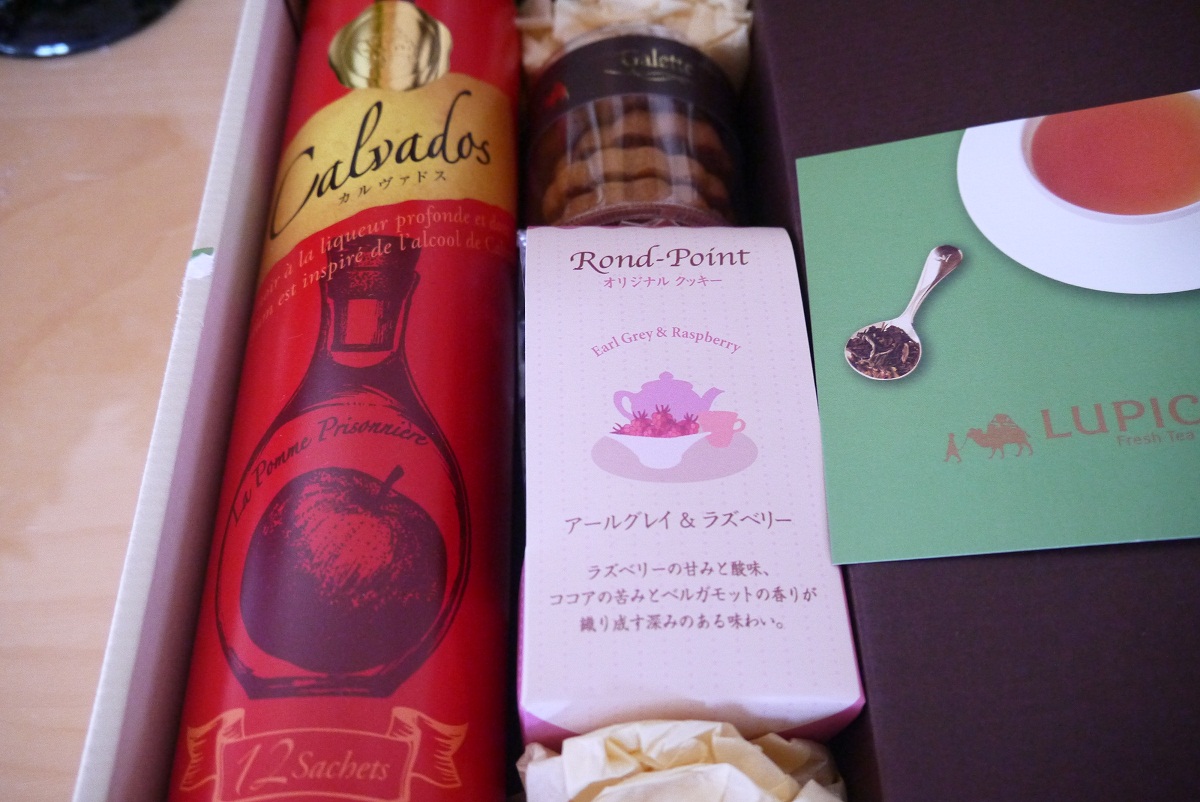 Calvados
カルヴァドス
à la liqueur profonde et
est inspiré de l'alcool de
La Pomme Prisonnière
12 Sachets
Galette
Rond-Point
オリジナル クッキー
Earl Grey & Raspberry
アールグレイ & ラズベリー
ラズベリーの甘みと酸味、
ココアの苦みとベルガモットの香りが
織り成す深みのある味わい。
LUPIC
Fresh Tea